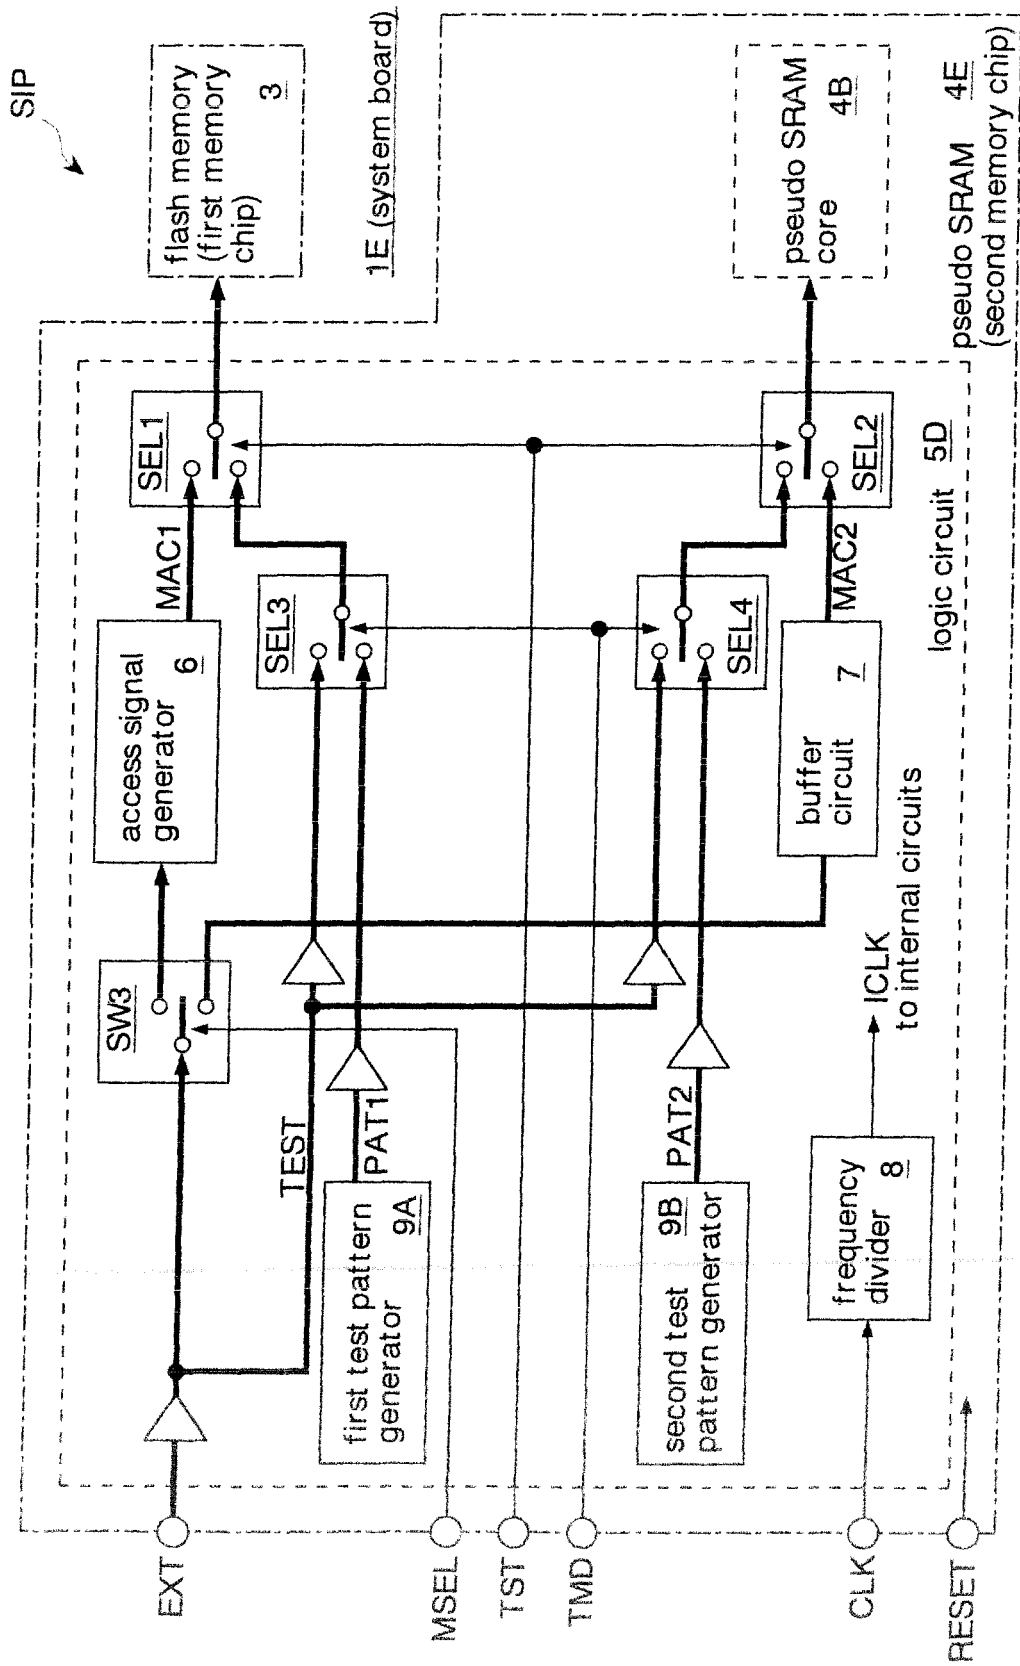 SIP
flash memory
(first memory
chip)
3
1E (system board)
pseudo SRAM
core
4B
pseudo SRAM 4E
(second memory chip)
SEL1
MAC1
SEL2
MAC2
logic circuit 5D
SEL3
SEL4
access signal
generator
6
buffer
circuit
7
SW3
ICLK
to internal circuits
TEST
PAT1
PAT2
first test pattern
generator
9A
second test
pattern generator
9B
frequency
divider
8
EXT
MSEL
TST
TMD
CLK
RESET